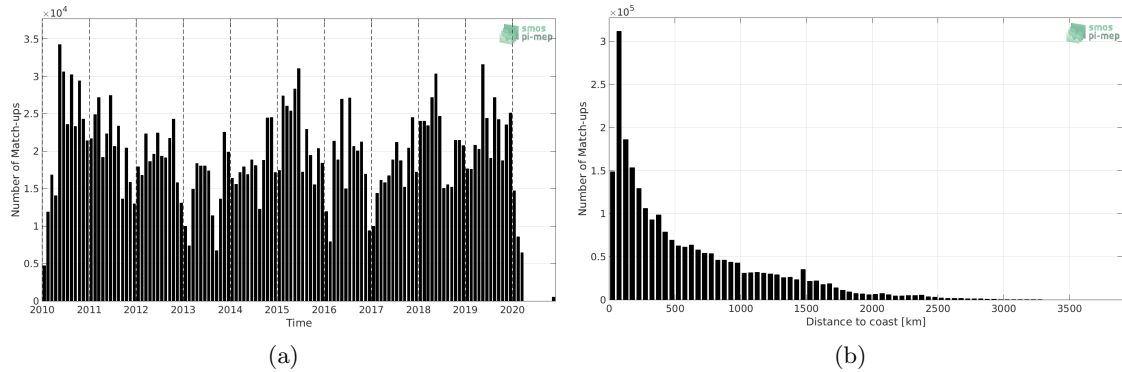 ×10⁴
smos
pi-mep
3.5
3
2.5
2
1.5
1
0.5
0
Number of Match-ups
2010 2011 2012 2013 2014 2015 2016 2017 2018 2019 2020
Time
(a)
×10⁵
smos
pi-mep
3
2.5
2
1.5
1
0.5
0
Number of Match-ups
0 500 1000 1500 2000 2500 3000 3500
Distance to coast [km]
(b)